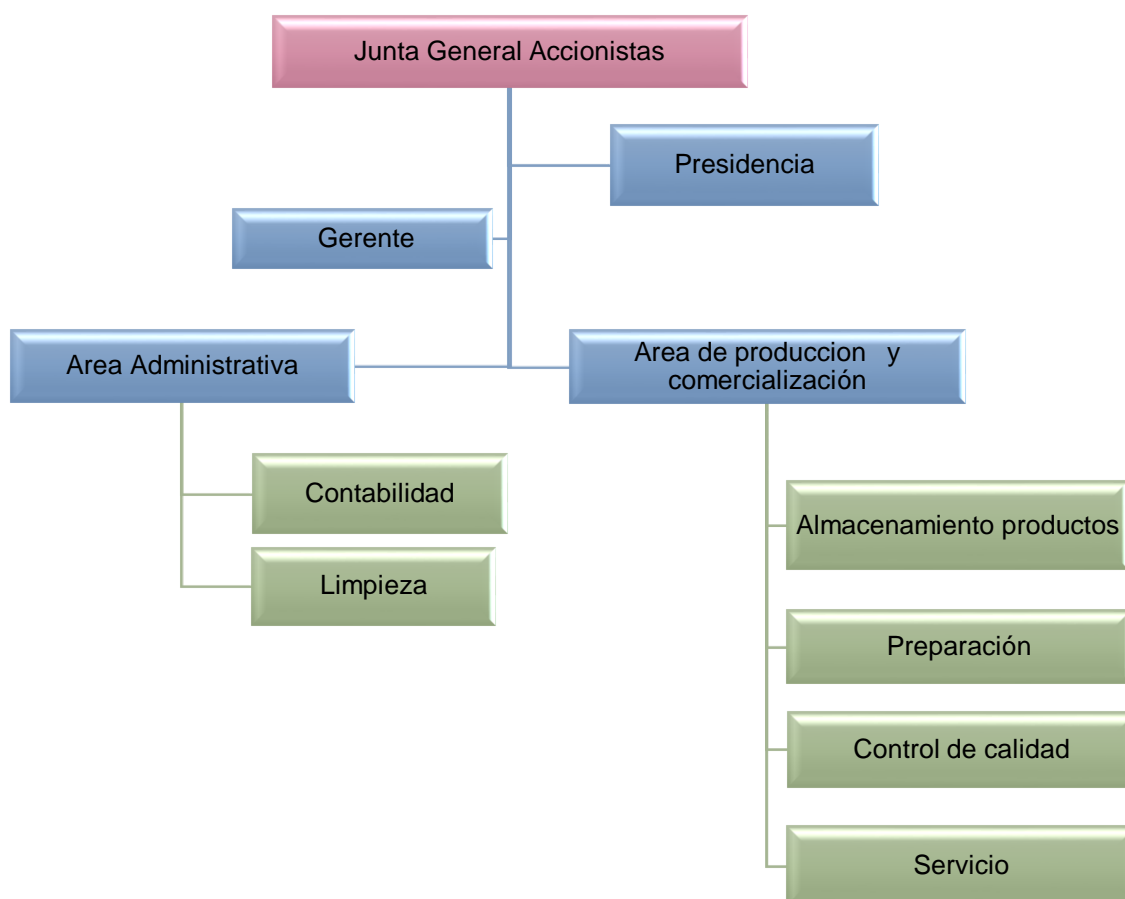 Junta General Accionistas
Presidencia
Gerente
Area Administrativa
Area de produccion y
comercialización
Contabilidad
Limpieza
Almacenamiento productos
Preparación
Control de calidad
Servicio